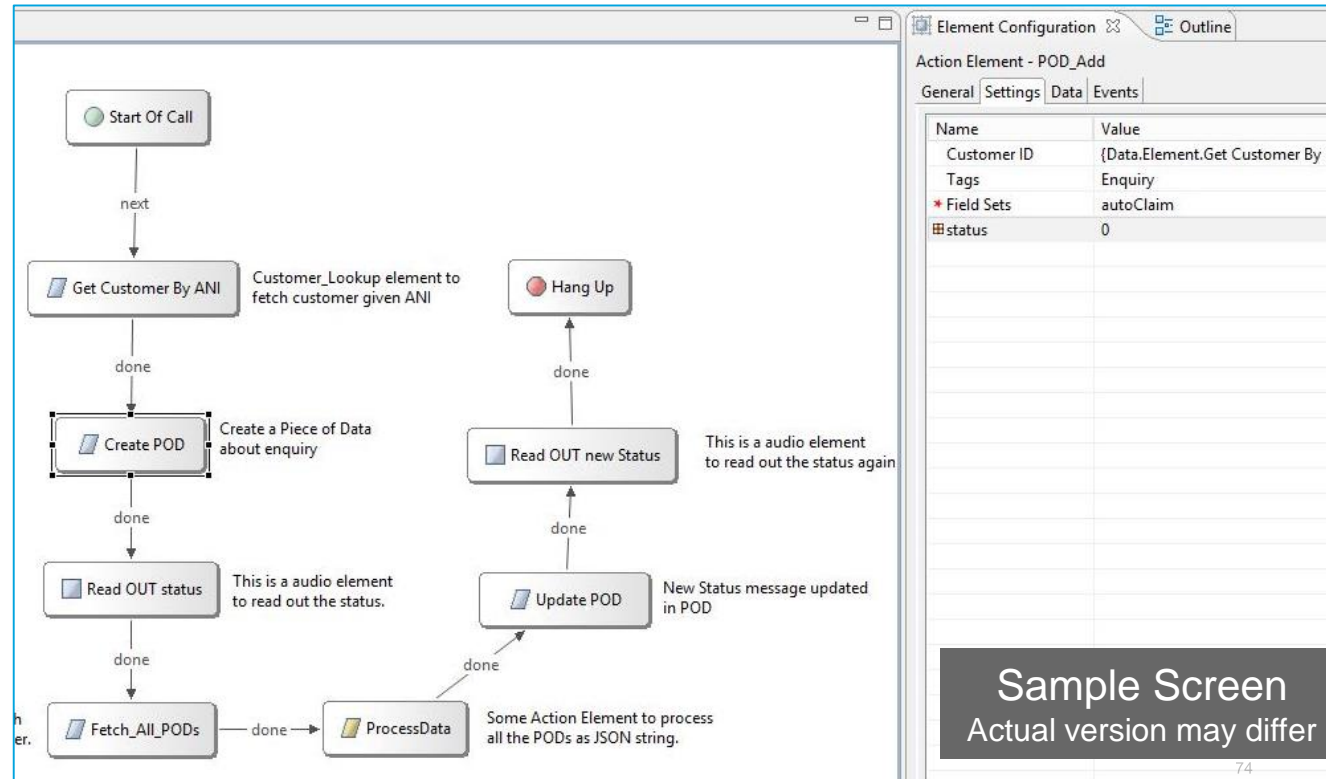 Start Of Call
next
Get Customer By ANI
Customer_Lookup element to
fetch customer given ANI
done
Create POD
Create a Piece of Data
about enquiry
done
Read OUT status
This is a audio element
to read out the status.
done
h
er.
Fetch_All_PODs
done
ProcessData
Some Action Element to process
all the PODs as JSON string.
done
Update POD
New Status message updated
in POD
done
Read OUT new Status
This is a audio element
to read out the status again
done
Hang Up
Element Configuration
Outline
Action Element - POD_Add
General Settings Data Events
Name Value
Customer ID {Data.Element.Get Customer By
Tags Enquiry
* Field Sets autoClaim
status 0
Sample Screen
Actual version may differ
74